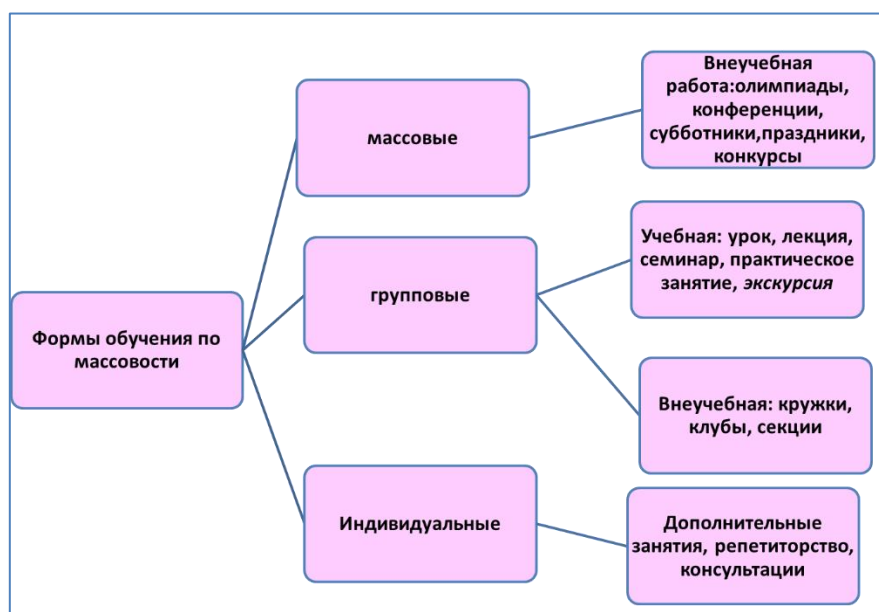 Формы обучения по
массовости
массовые
Внеучебная
работа:олимпиады,
конференции,
субботники,праздники,
конкурсы
групповые
Учебная: урок, лекция,
семинар, практическое
занятие, экскурсия
Внеучебная: кружки,
клубы, секции
Индивидуальные
Дополнительные
занятия, репетиторство,
консультации